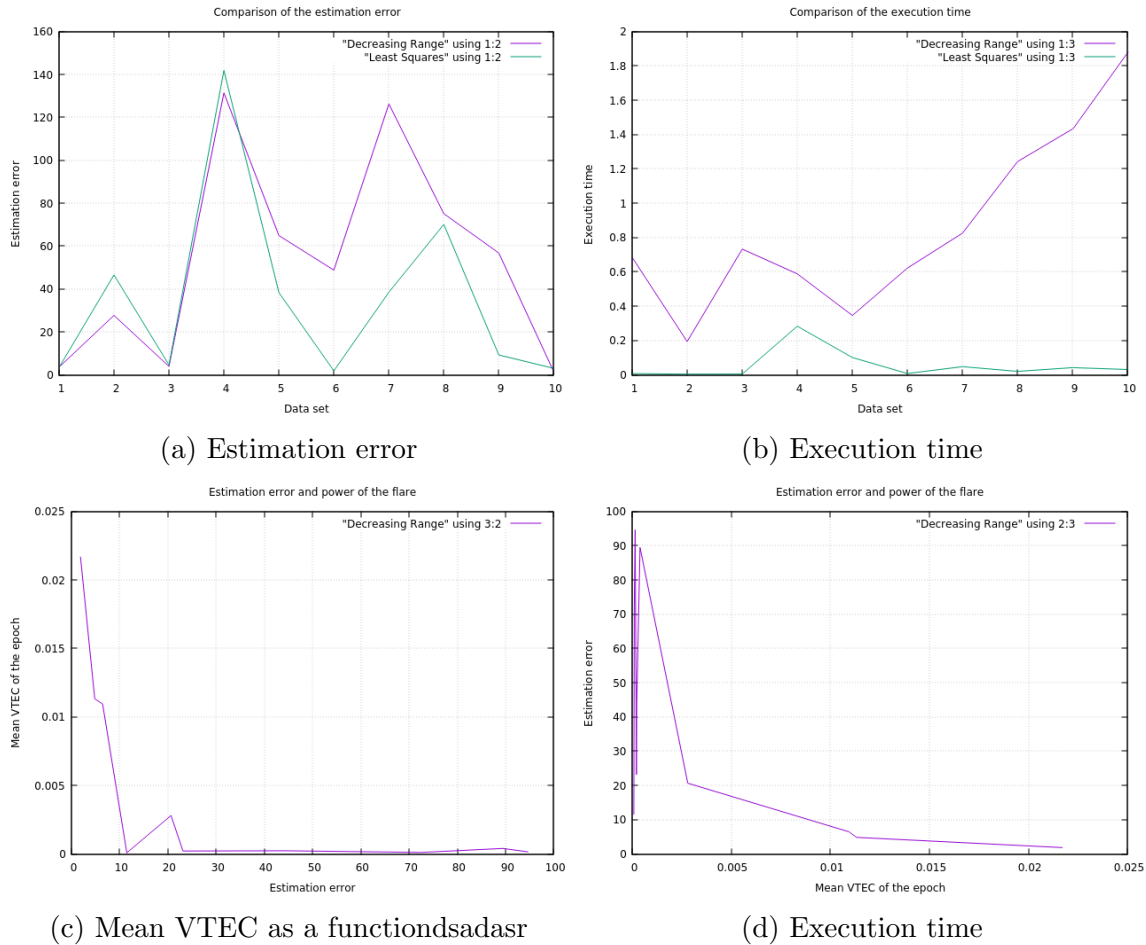 Comparison of the estimation error
160
140
120
100
80
60
40
20
0
Estimation error
"Decreasing Range" using 1:2
"Least Squares" using 1:2
1 2 3 4 5 6 7 8 9 10
Data set
(a) Estimation error
Comparison of the execution time
2
1.8
1.6
1.4
1.2
1
0.8
0.6
0.4
0.2
0
Execution time
"Decreasing Range" using 1:3
"Least Squares" using 1:3
1 2 3 4 5 6 7 8 9 10
Data set
(b) Execution time
Estimation error and power of the flare
0.025
0.02
0.015
0.01
0.005
0
Mean VTEC of the epoch
"Decreasing Range" using 3:2
0 10 20 30 40 50 60 70 80 90 100
Estimation error
(c) Mean VTEC as a functiondsadasr
Estimation error and power of the flare
100
90
80
70
60
50
40
30
20
10
0
Estimation error
"Decreasing Range" using 2:3
0 0.005 0.01 0.015 0.02 0.025
Mean VTEC of the epoch
(d) Execution time